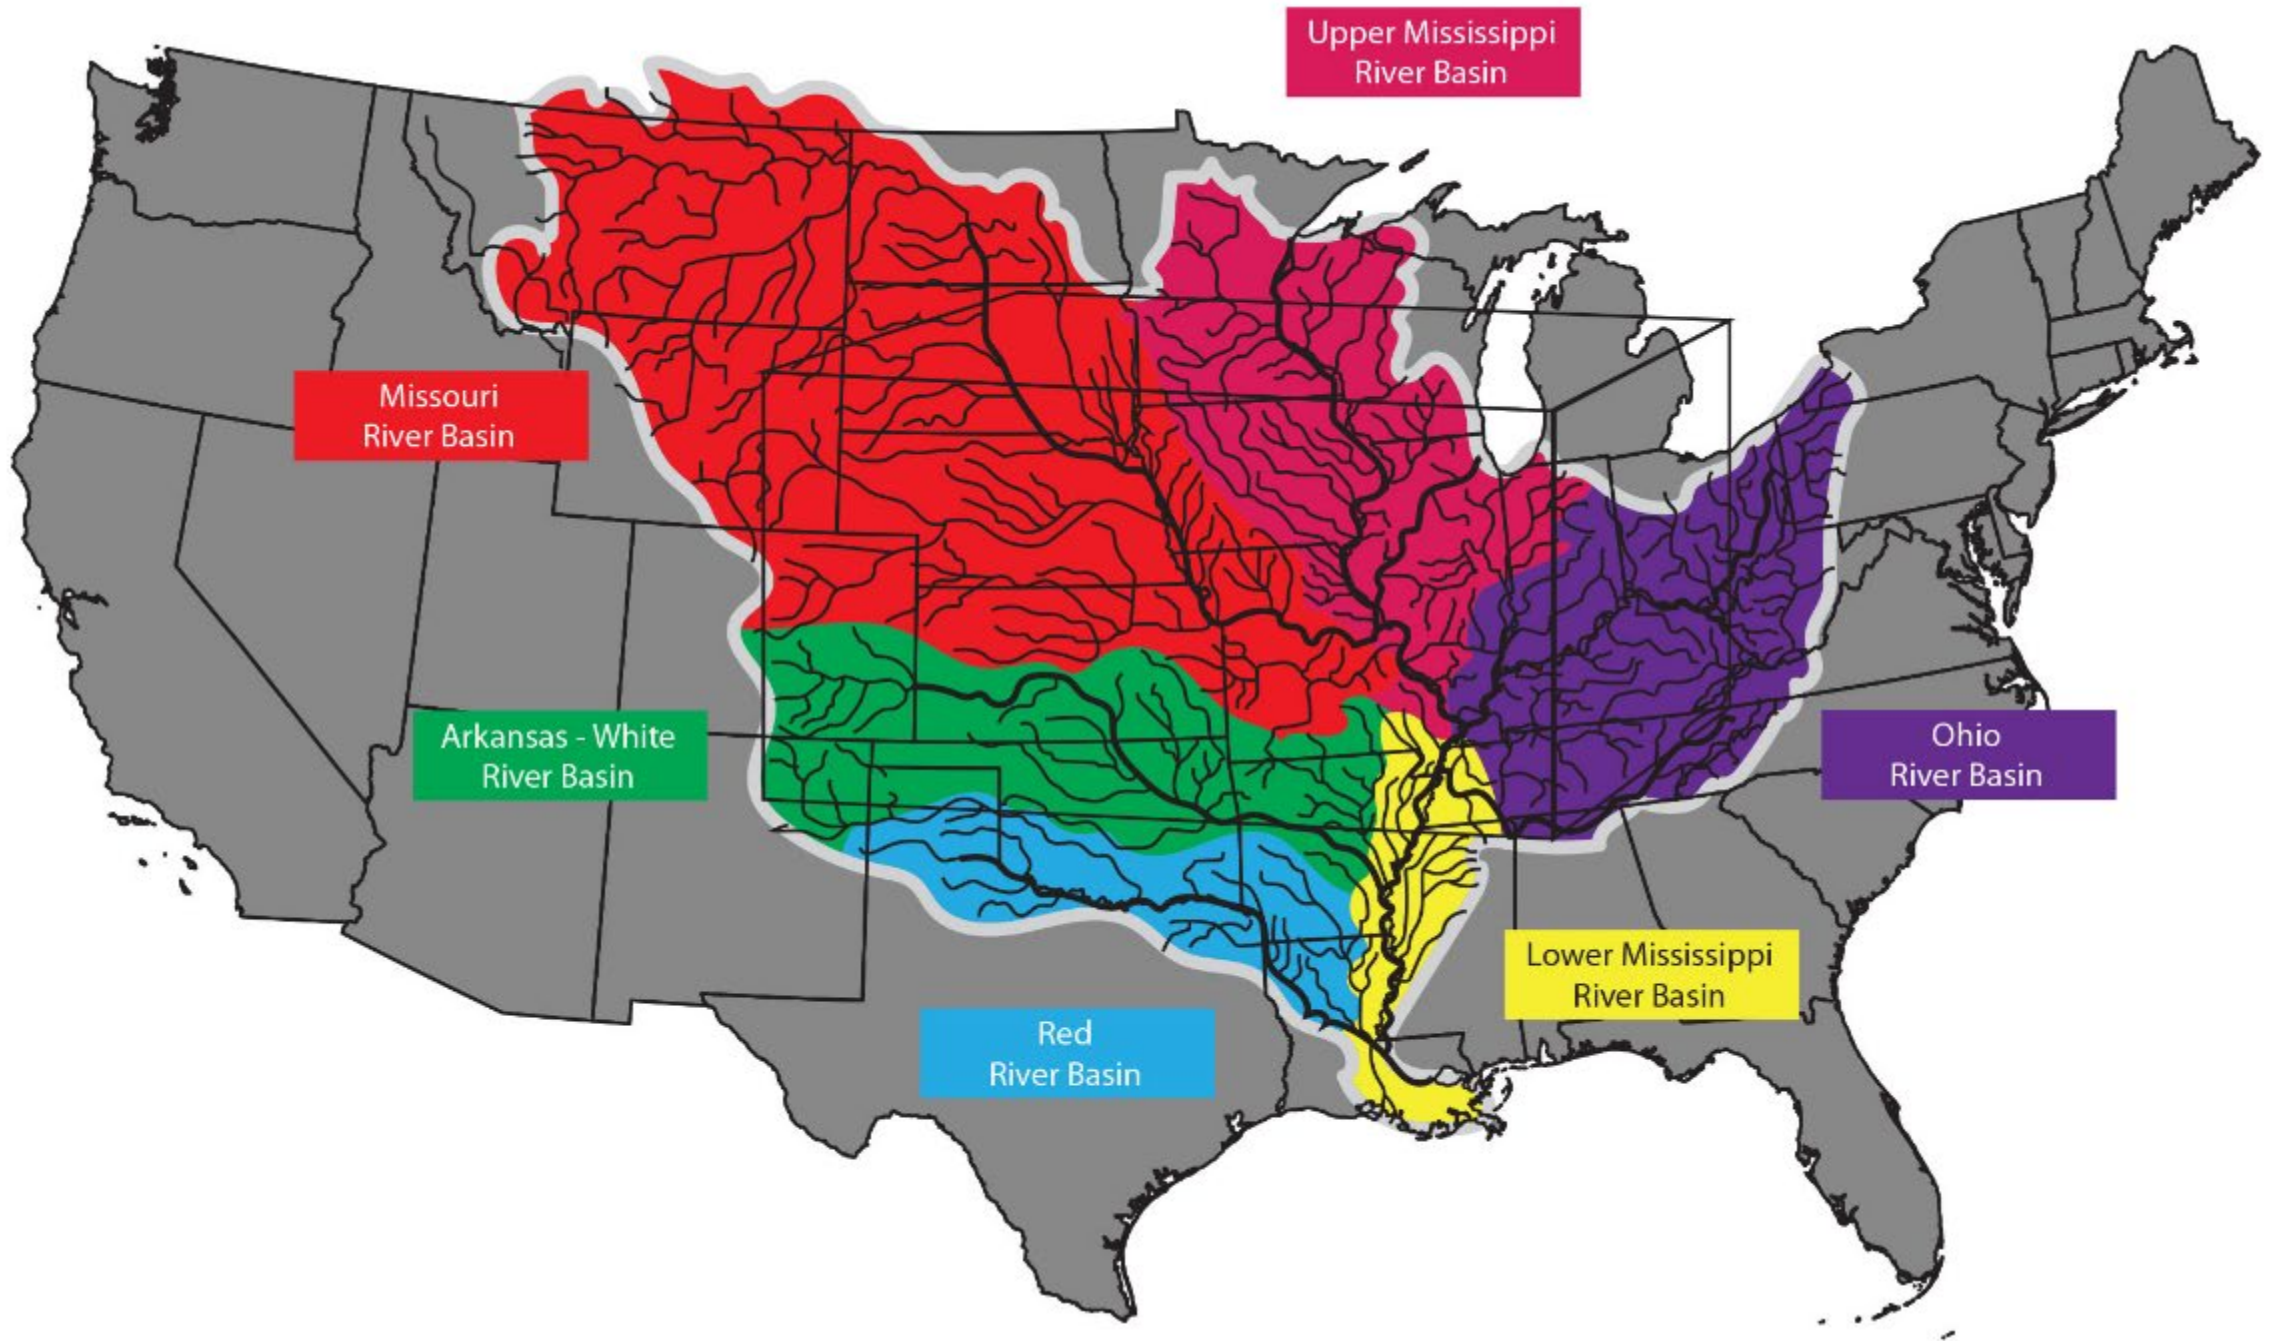 Upper Mississippi
River Basin
Missouri
River Basin
Arkansas - White
River Basin
Ohio
River Basin
Lower Mississippi
River Basin
Red
River Basin